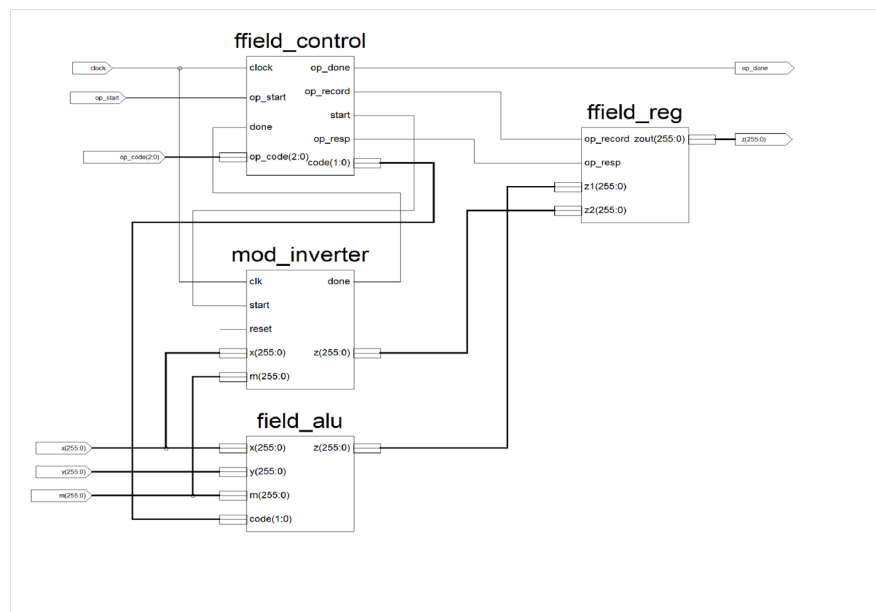 ffield_control
clock
op_start
op_code(2:0)
clock
op_start
done
op_code(2:0)
op_done
op_record
start
op_resp
code(1:0)
op_done
ffield_reg
op_record
op_resp
z1(255:0)
z2(255:0)
zout(255:0)
z(255:0)
mod_inverter
clk
start
reset
x(255:0)
m(255:0)
done
z(255:0)
field_alu
x(255:0)
y(255:0)
m(255:0)
x(255:0)
y(255:0)
m(255:0)
code(1:0)
z(255:0)